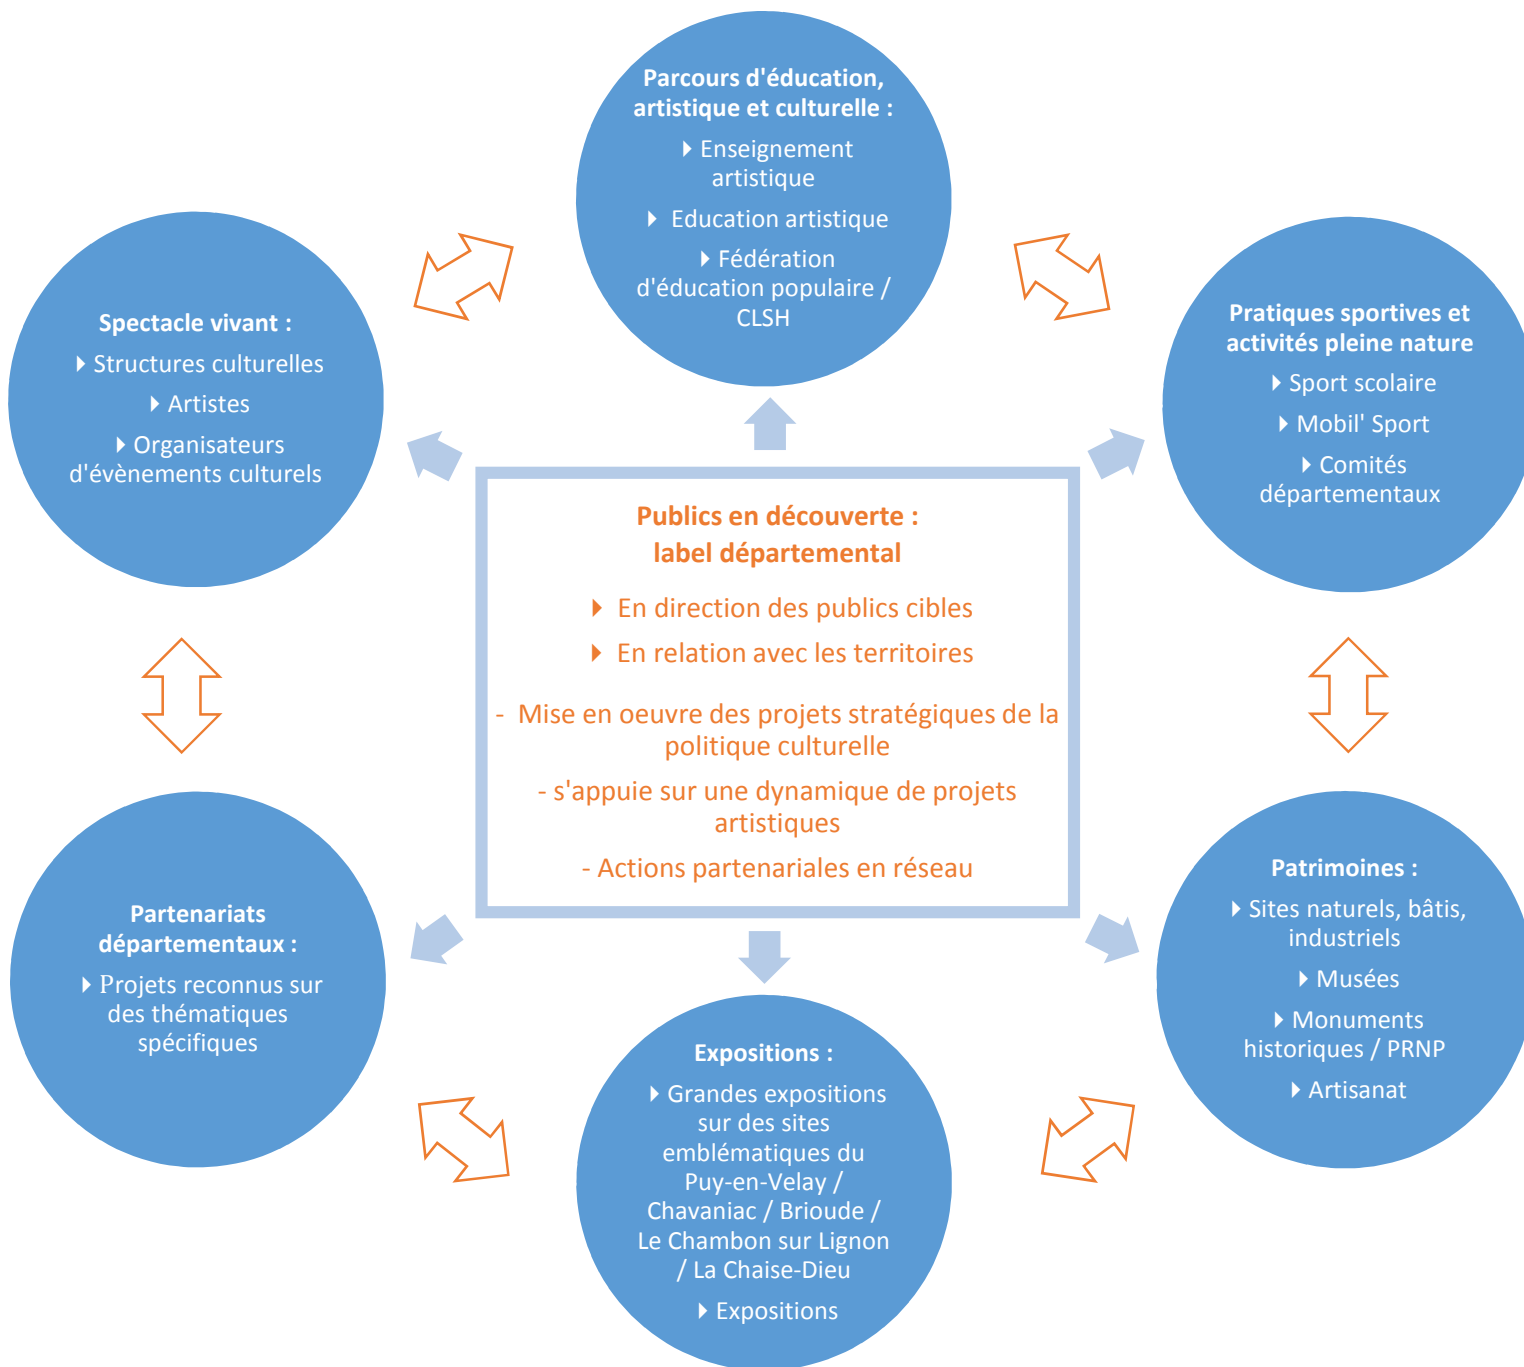 Parcours d'éducation,
artistique et culturelle :
Enseignement
artistique
Education artistique
Fédération
d'éducation populaire /
CLSH
Spectacle vivant :
Structures culturelles
Artistes
Organisateurs
d'évènements culturels
Pratiques sportives et
activités pleine nature
Sport scolaire
Mobil' Sport
Comités
départementaux
Publics en découverte :
label départemental
En direction des publics cibles
En relation avec les territoires
- Mise en oeuvre des projets stratégiques de la
politique culturelle
- s'appuie sur une dynamique de projets
artistiques
- Actions partenariales en réseau
Partenariats
départementaux :
Projets reconnus sur
des thématiques
spécifiques
Expositions :
Grandes expositions
sur des sites
emblématiques du
Puy-en-Velay /
Chavaniac / Brioude /
Le Chambon sur Lignon
/ La Chaise-Dieu
Expositions
Patrimoines :
Sites naturels, bâtis,
industriels
Musées
Monuments
historiques / PRNP
Artisanat